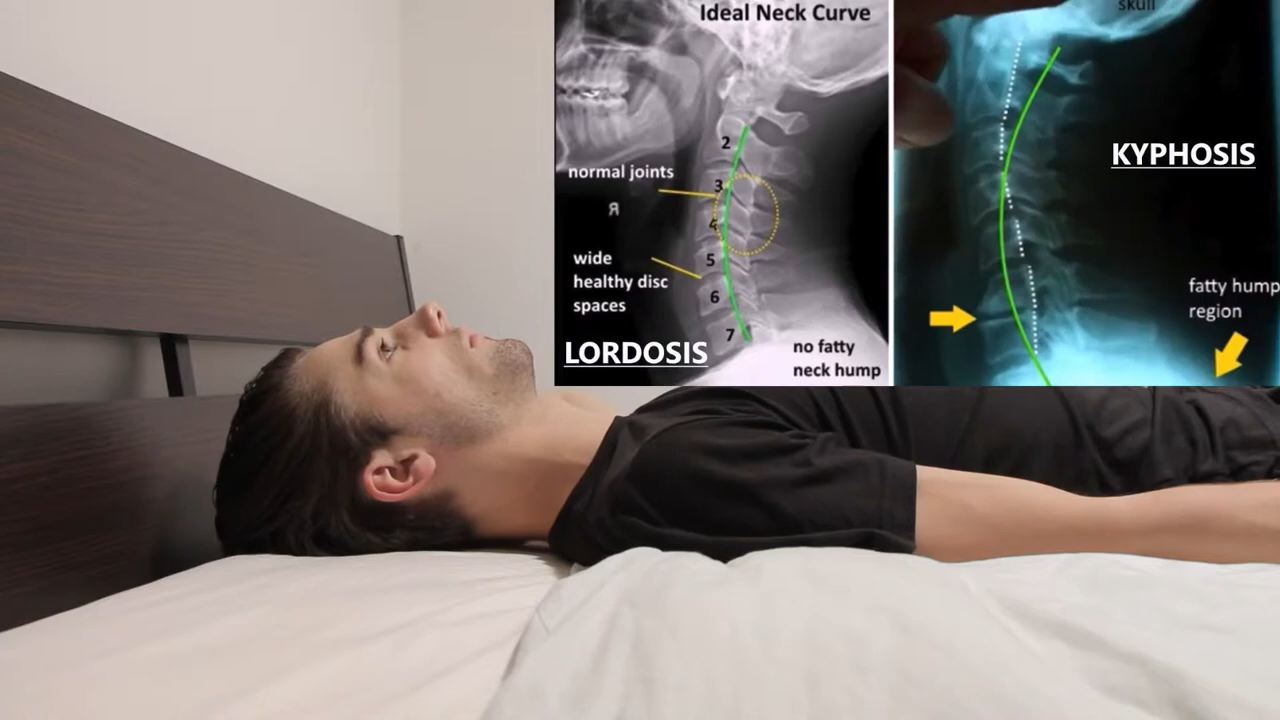 Ideal Neck Curve
2
normal joints
3
R
4
wide
healthy disc
spaces
5
6
7
LORDOSIS
no fatty
neck hump
skull
KYPHOSIS
fatty hump
region